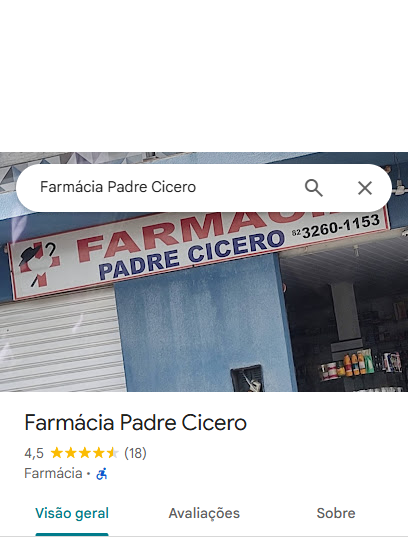 Farmácia Padre Cicero
FARMACIA
PADRE CICERO
82 3260-1153
Farmácia Padre Cicero
4,5 (18)
Farmácia ·
Visão geral Avaliações Sobre